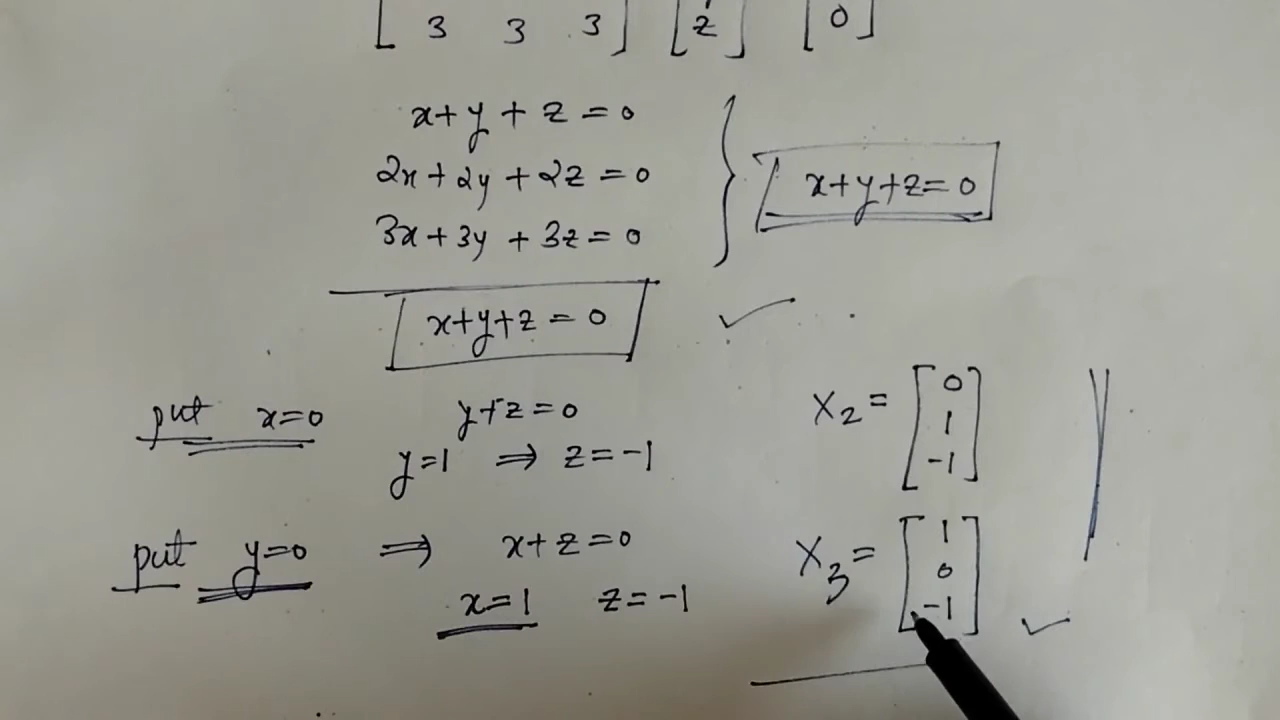 [ 3 3 3 ] [ z ] [ 0 ]
x+y+z=0
2x+2y+2z=0
3x+3y+3z=0
x+y+z=0
x+y+z=0
put x=0 y+z=0
y=1 ⇒ z=-1
X2= [ 0 1 -1 ]
put y=0 ⇒ x+z=0
x=1 z=-1
X3= [ 1 0 -1 ]